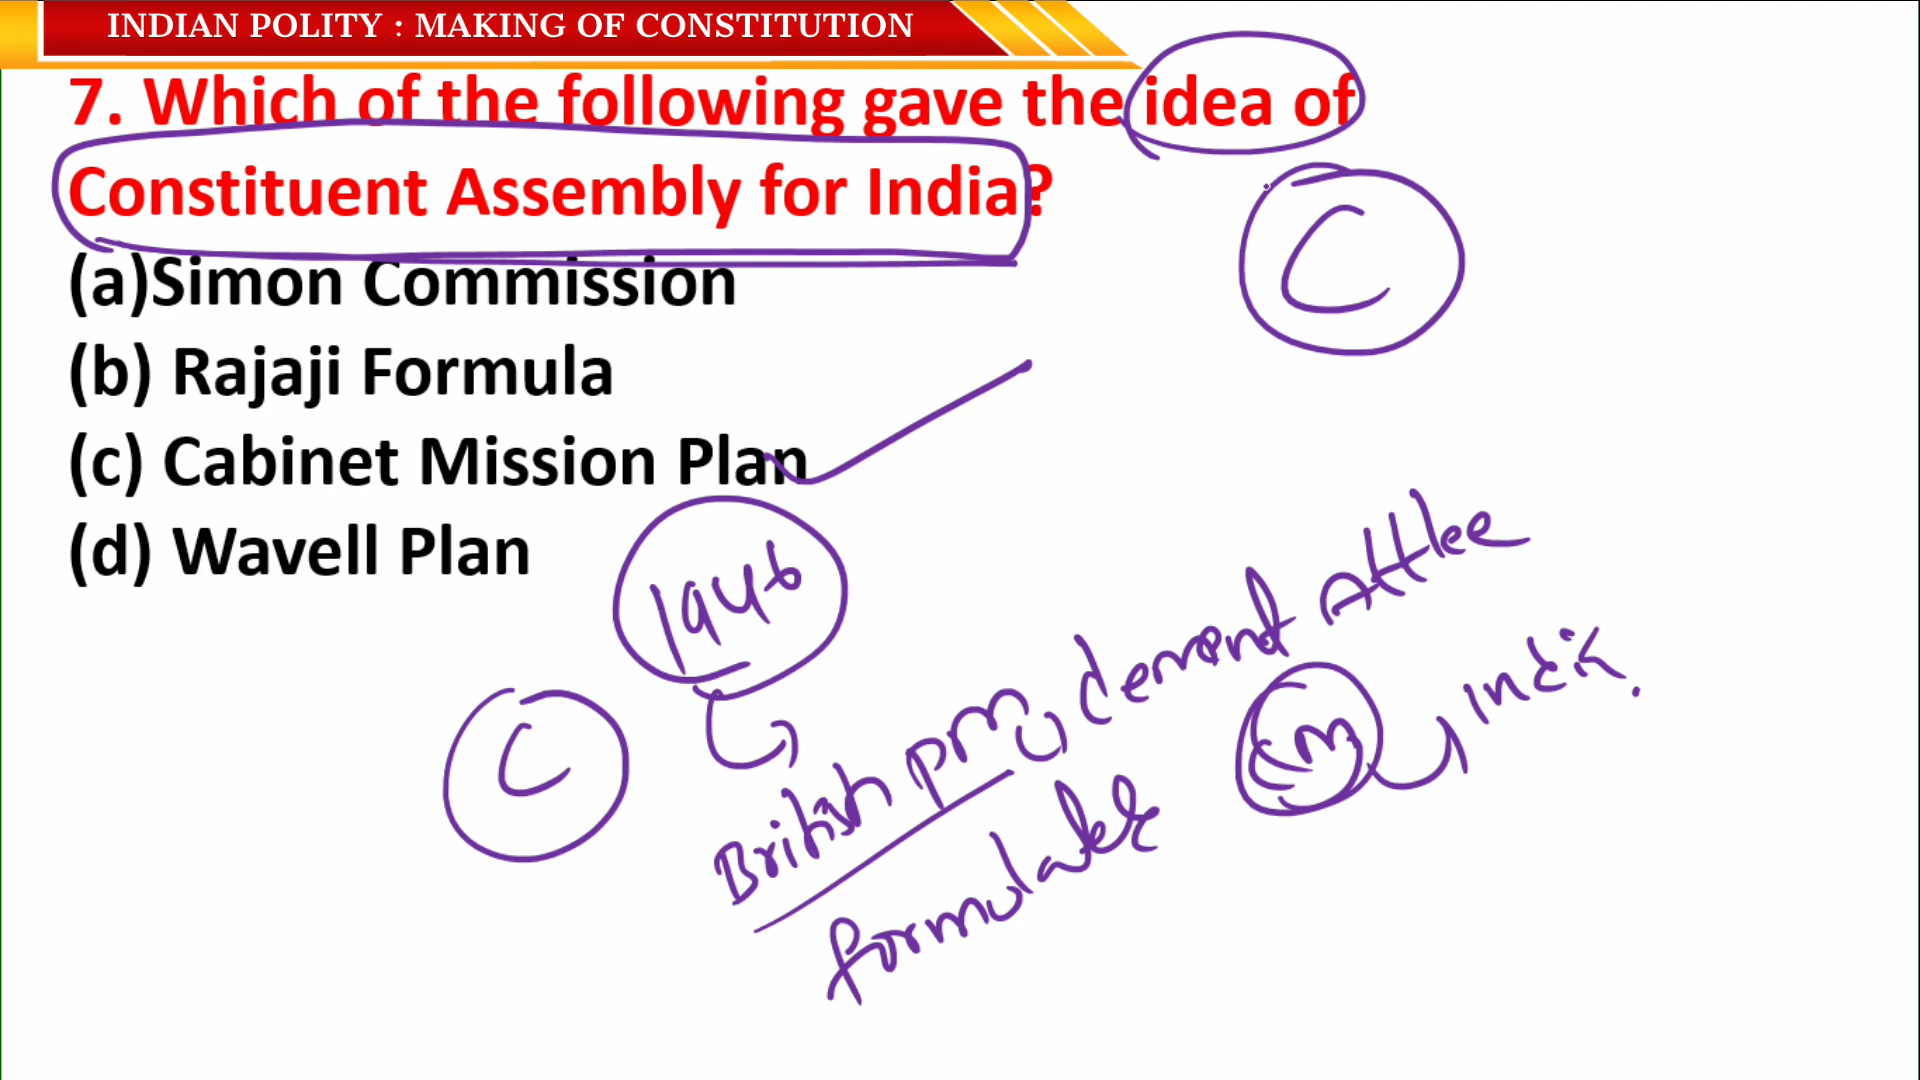 INDIAN POLITY : MAKING OF CONSTITUTION
7. Which of the following gave the idea of
Constituent Assembly for India?
C
(a)Simon Commission
(b) Rajaji Formula
(c) Cabinet Mission Plan
(d) Wavell Plan
1946
C
British pm, demand Attlee
formulate cm India.